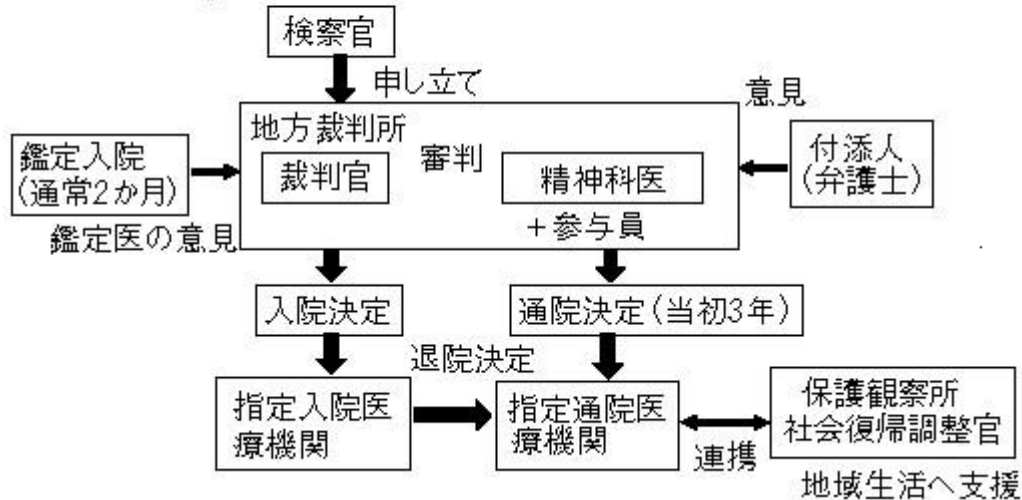 検察官
申し立て
意見
地方裁判所
審判
裁判官
精神科医
＋参与員
鑑定入院
(通常2か月)
鑑定医の意見
付添人
(弁護士)
入院決定
通院決定(当初3年)
退院決定
指定入院医
療機関
指定通院医
療機関
連携
保護観察所
社会復帰調整官
地域生活へ支援